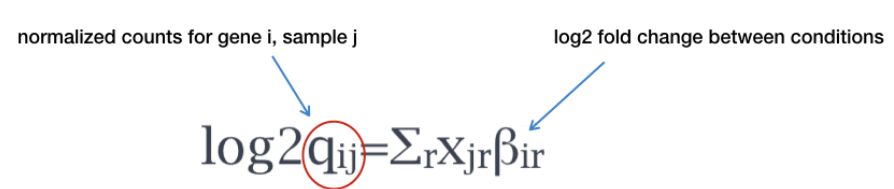 normalized counts for gene i, sample j
log2 fold change between conditions
log2qij=Σrxjrβir